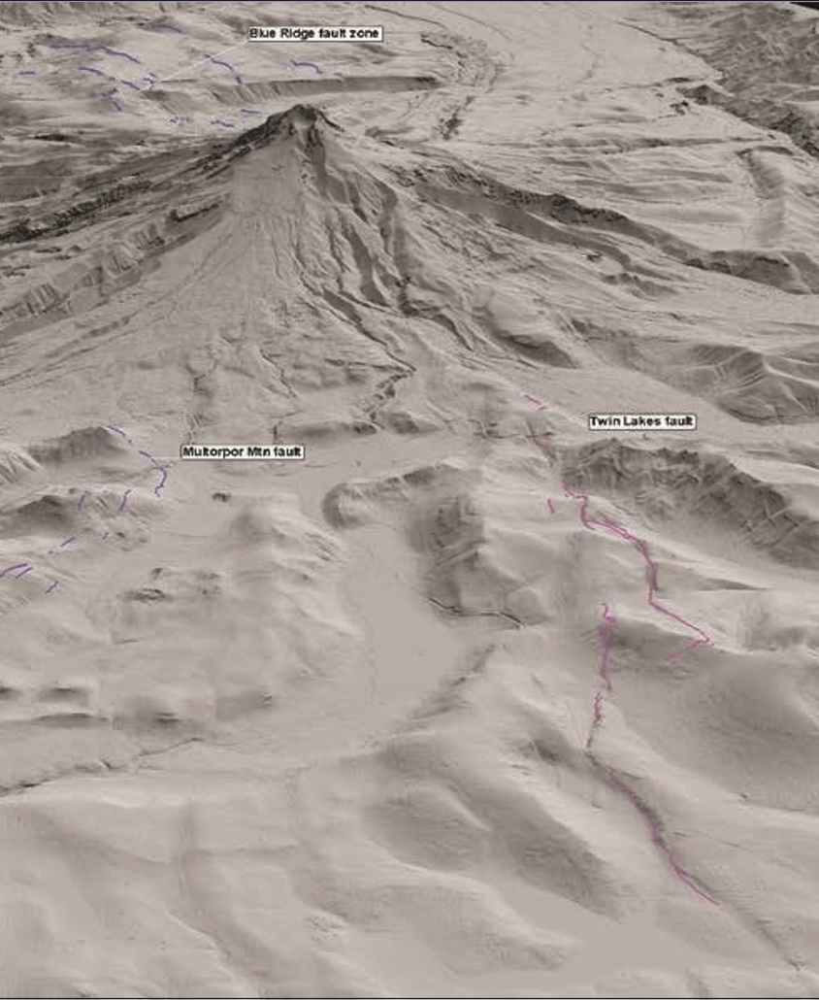 Blue Ridge fault zone
Twin Lakes fault
Multorpor Mtn fault